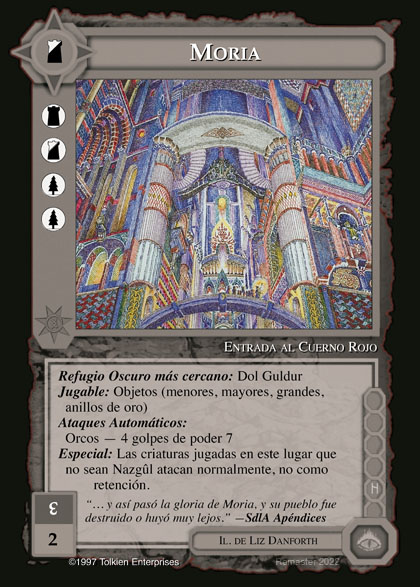 Moria
Entrada al Cuerno Rojo
Refugio Oscuro más cercano: Dol Guldur
Jugable: Objetos (menores, mayores, grandes,
anillos de oro)
Ataques Automáticos:
Orcos — 4 golpes de poder 7
Especial: Las criaturas jugadas en este lugar que
no sean Nazgûl atacan normalmente, no como
retención.
“… y así pasó la gloria de Moria, y su pueblo fue
destruido o huyó muy lejos.” —SdlA Apéndices
2
H
Il. de Liz Danforth
©1997 Tolkien Enterprises